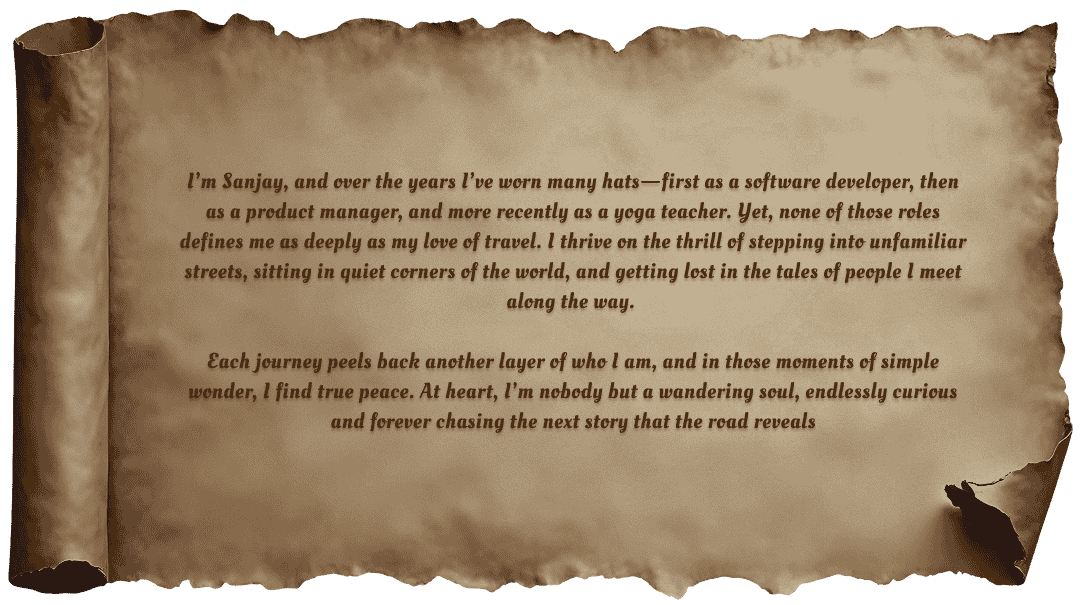 I'm Sanjay, and over the years I've worn many hats—first as a software developer, then
as a product manager, and more recently as a yoga teacher. Yet, none of those roles
defines me as deeply as my love of travel. I thrive on the thrill of stepping into unfamiliar
streets, sitting in quiet corners of the world, and getting lost in the tales of people I meet
along the way.
Each journey peels back another layer of who I am, and in those moments of simple
wonder, I find true peace. At heart, I'm nobody but a wandering soul, endlessly curious
and forever chasing the next story that the road reveals